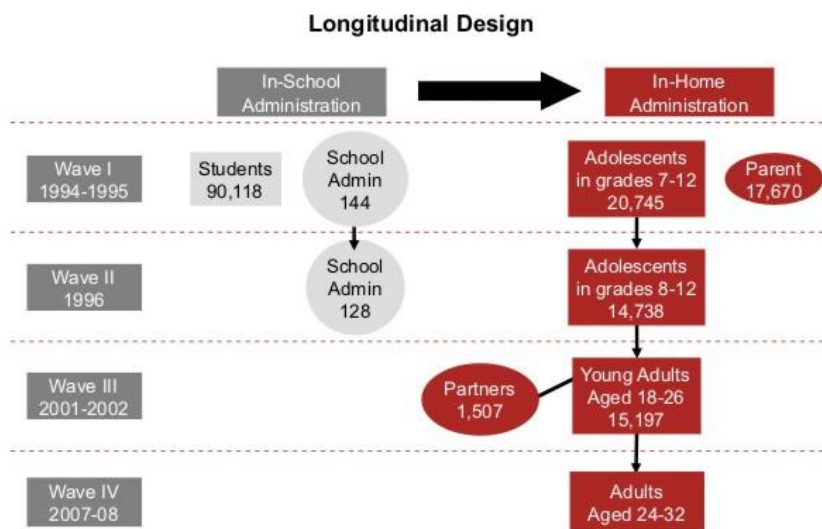 Longitudinal Design
In-School
Administration
In-Home
Administration
Wave I
1994-1995
Students
90,118
School
Admin
144
Adolescents
in grades 7-12
20,745
Parent
17,670
Wave II
1996
School
Admin
128
Adolescents
in grades 8-12
14,738
Wave III
2001-2002
Partners
1,507
Young Adults
Aged 18-26
15,197
Wave IV
2007-08
Adults
Aged 24-32